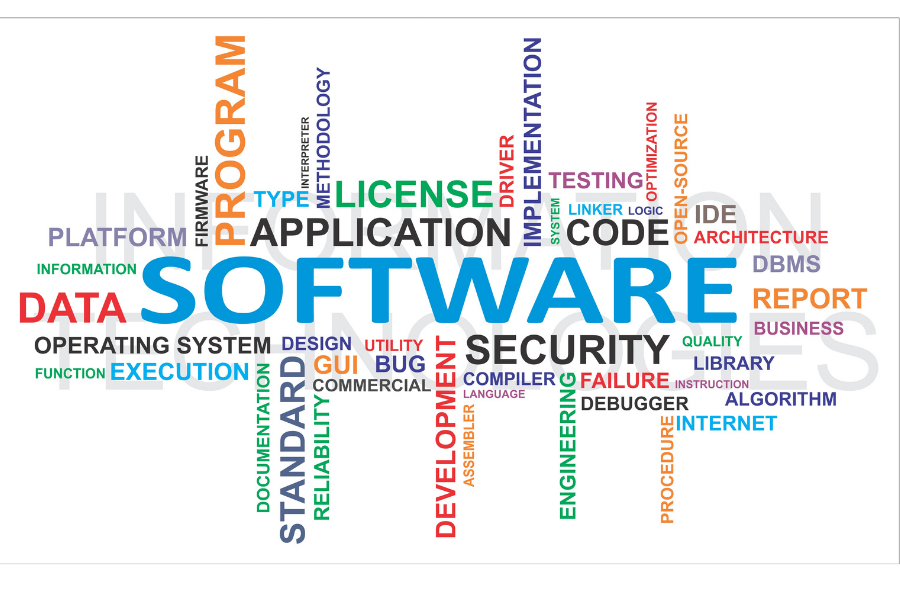 INFORMATION
TECHNOLOGIES
PROGRAM
FIRMWARE
INTERPRETER
METHODOLOGY
TYPE
LICENSE
DRIVER
IMPLEMENTATION
TESTING
OPTIMIZATION
OPEN-SOURCE
SYSTEM
LINKER
LOGIC
IDE
PLATFORM
APPLICATION
CODE
ARCHITECTURE
INFORMATION
SOFTWARE
DBMS
DATA
REPORT
BUSINESS
OPERATING SYSTEM
DESIGN
UTILITY
SECURITY
QUALITY
FUNCTION
EXECUTION
GUI
BUG
LIBRARY
COMMERCIAL
COMPILER
FAILURE
INSTRUCTION
LANGUAGE
DEBUGGER
ALGORITHM
INTERNET
DOCUMENTATION
STANDARD
RELIABILITY
DEVELOPMENT
ASSEMBLER
ENGINEERING
PROCEDURE